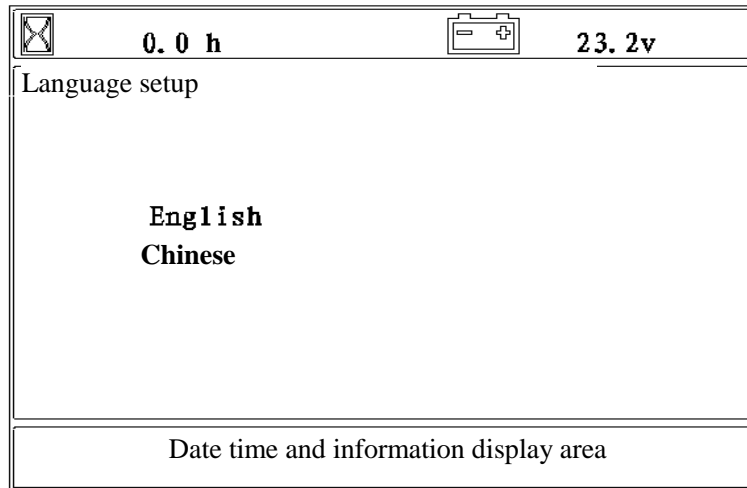 0.0 h 23.2v
Language setup
English
Chinese
Date time and information display area